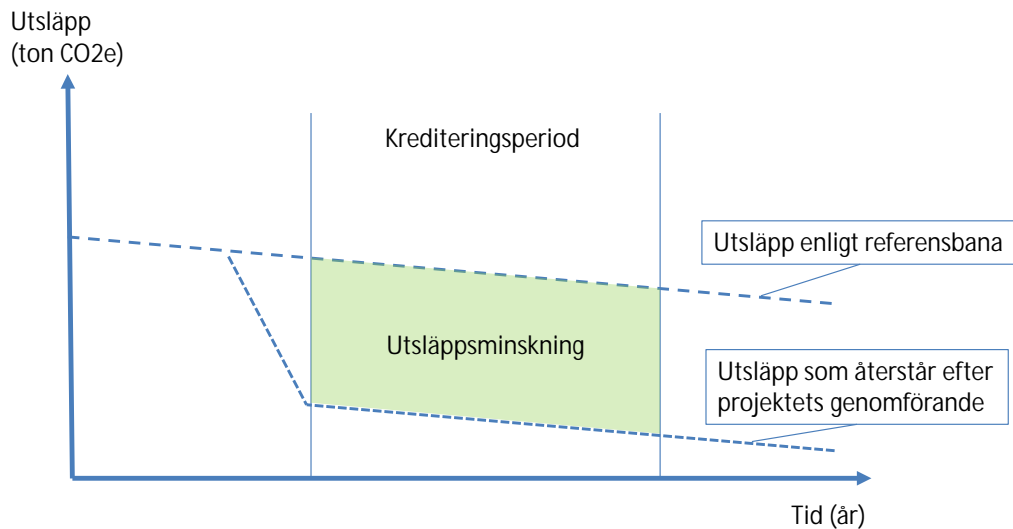 Utsläpp
(ton CO2e)
Krediteringsperiod
Utsläpp enligt referensbana
Utsläppsminskning
Utsläpp som återstår efter
projektets genomförande
Tid (år)